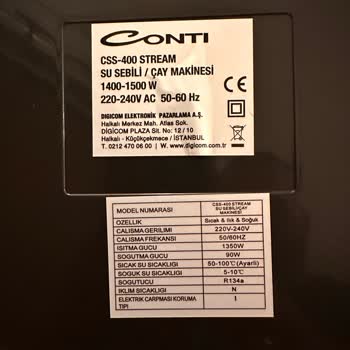 CONTI
CSS-400 STREAM
SU SEBİLİ / ÇAY MAKİNESİ
1400-1500 W
220-240V AC 50-60 Hz
DIGICOM ELEKTRONİK PAZARLAMA A.Ş.
Halkalı Merkez Mah. Atlas Sok.
DİGİCOM PLAZA Sit. No: 12 / 10
Halkalı - Küçükçekmece / İSTANBUL
T. 0212 470 06 00 | www.digicom.com.tr
CE
MODEL NUMARASI CSS-400 STREAM SU SEBİLİ/ÇAY MAKİNESİ
OZELLIK Sıcak & Ilık & Soğuk
CALISMA GERILIMI 220V-240V
CALISMA FREKANSI 50/60HZ
ISITMA GUCU 1350W
SOGUTMA GUCU 90W
SICAK SU SICAKLIGI 50-100℃(Ayarlı)
SOGUK SU SICAKLIGI 5-10℃
SOGUTUCU R134a
IKLIM SICAKLIGI N
ELEKTRIK CARPMASI KORUMA TIPI I